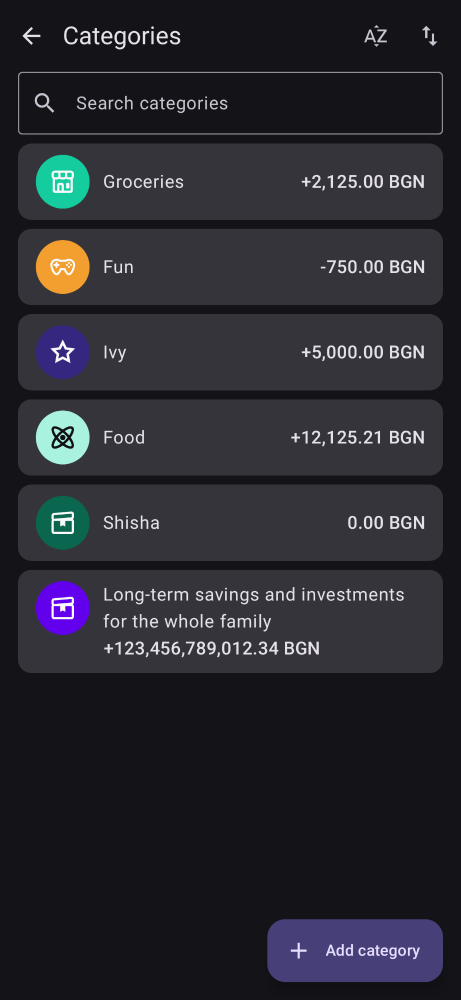 Categories
AZ
Search categories
Groceries +2,125.00 BGN
Fun -750.00 BGN
Ivy +5,000.00 BGN
Food +12,125.21 BGN
Shisha 0.00 BGN
Long-term savings and investments
for the whole family
+123,456,789,012.34 BGN
Add category